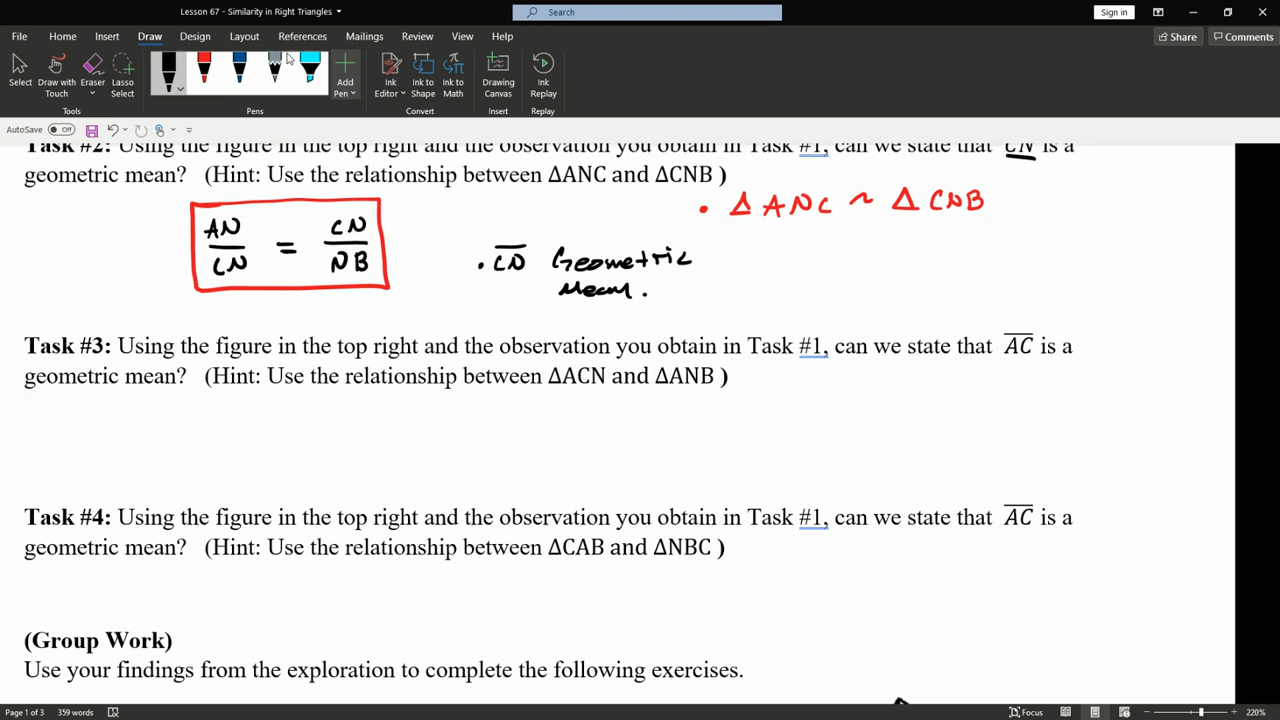 Lesson 67 - Similarity in Right Triangles
Search
Sign in
File Home Insert Draw Design Layout References Mailings Review View Help
Share Comments
Select Draw with Touch Eraser Lasso Select Add Pen Ink Editor Ink to Shape Ink to Math Drawing Canvas Ink Replay
Tools Pens Convert Insert Replay
AutoSave Off
Task #2: Using the figure in the top right and the observation you obtain in Task #1, can we state that CN is a
geometric mean? (Hint: Use the relationship between ΔANC and ΔCNB )
• Δ ANC ~ Δ CNB
AN/CN = CN/NB
• CN Geometric
Mean.
Task #3: Using the figure in the top right and the observation you obtain in Task #1, can we state that AC is a
geometric mean? (Hint: Use the relationship between ΔACN and ΔANB )
Task #4: Using the figure in the top right and the observation you obtain in Task #1, can we state that AC is a
geometric mean? (Hint: Use the relationship between ΔCAB and ΔNBC )
(Group Work)
Use your findings from the exploration to complete the following exercises.
Page 1 of 3 359 words Focus 220%